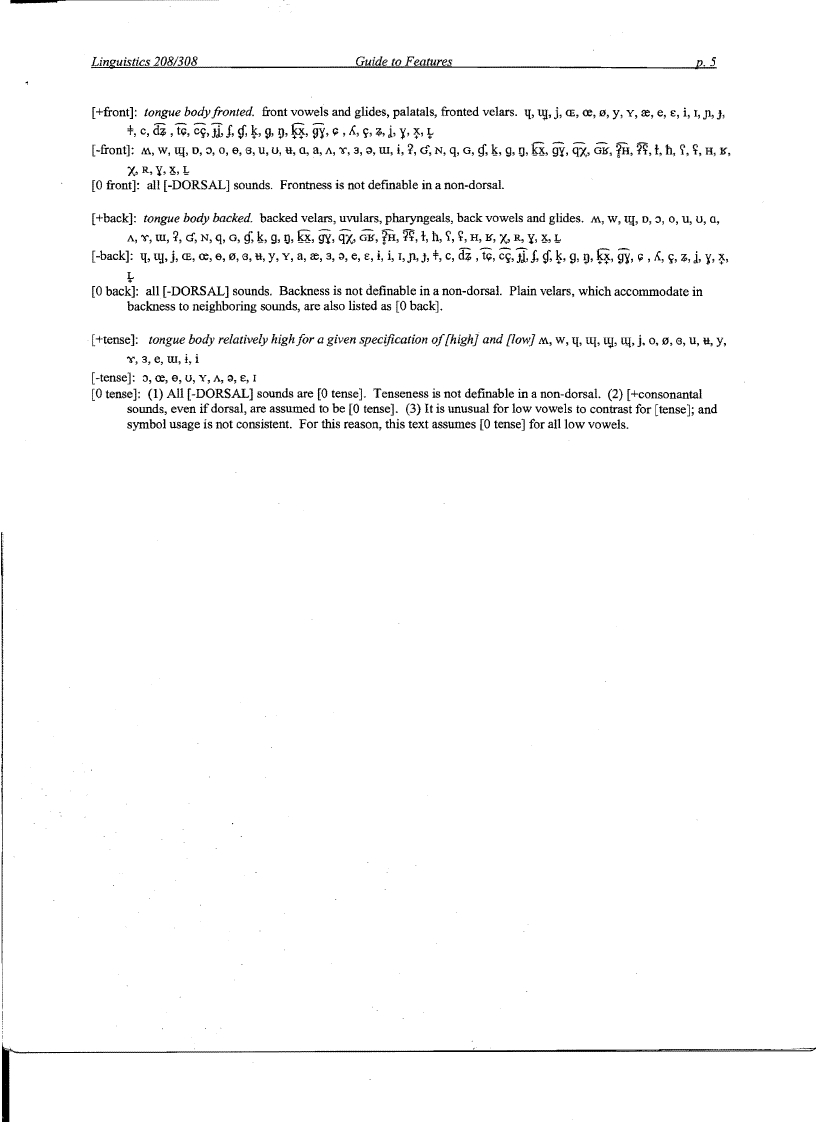 Linguistics 208/308 Guide to Features p. 5
[+front]: tongue body fronted. front vowels and glides, palatals, fronted velars. ɥ, ɰ̟, j, ɶ, œ, ø, y, ʏ, æ, e, ɛ, i, ɪ, ɲ, ɟ,
ǂ, c, d͡ʑ , t͡ɕ, c͡ç, ɟ͡ʝ, ʄ, ɠ̟, k̟, g̟, ŋ̟, k̟͡x̟, g̟͡ɣ̟, ɕ , ʎ, ç, ʑ, ʝ, ɣ̟, x̟, ʟ̟
[-front]: ʍ, w, ɰ, ɒ, ɔ, o, ɵ, ɞ, u, ʊ, ʉ, ɑ, a, ʌ, ɤ, ɜ, ə, ɯ, ɨ, ʡ, ʛ, ɴ, q, ɢ, ɠ̠, k̠, g̠, ŋ̠, k̠͡x̠, g̠͡ɣ̠, q͡χ, ɢ͡ʁ, ʡ͡ʜ, ʡ͡ʢ, ɫ, ħ, ʕ, ʢ, ʜ, ʁ,
χ, ʀ, ɣ̠, x̠, ʟ̠
[0 front]: all [-DORSAL] sounds. Frontness is not definable in a non-dorsal.
[+back]: tongue body backed. backed velars, uvulars, pharyngeals, back vowels and glides. ʍ, w, ɰ, ɒ, ɔ, o, u, ʊ, ɑ,
ʌ, ɤ, ɯ, ʡ, ʛ, ɴ, q, ɢ, ɠ̠, k̠, g̠, ŋ̠, k̠͡x̠, g̠͡ɣ̠, q͡χ, ɢ͡ʁ, ʡ͡ʜ, ʡ͡ʢ, ɫ, ħ, ʕ, ʢ, ʜ, ʁ, χ, ʀ, ɣ̠, x̠, ʟ̠
[-back]: ɥ, ɰ̟, j, ɶ, œ, ɵ, ø, ɞ, ʉ, y, ʏ, a, æ, ɜ, ə, e, ɛ, ɨ, i, ɪ, ɲ, ɟ, ǂ, c, d͡ʑ , t͡ɕ, c͡ç, ɟ͡ʝ, ʄ, ɠ̟, k̟, g̟, ŋ̟, k̟͡x̟, g̟͡ɣ̟, ɕ , ʎ, ç, ʑ, ʝ, ɣ̟, x̟,
ʟ̟
[0 back]: all [-DORSAL] sounds. Backness is not definable in a non-dorsal. Plain velars, which accommodate in
backness to neighboring sounds, are also listed as [0 back].
[+tense]: tongue body relatively high for a given specification of [high] and [low] ʍ, w, ɥ, ɰ, ɰ̟, ɰ̠, j, o, ø, ɞ, u, ʉ, y,
ɤ, ɜ, e, ɯ, ɨ, i
[-tense]: ɔ, œ, ɵ, ʊ, ʏ, ʌ, ə, ɛ, ɪ
[0 tense]: (1) All [-DORSAL] sounds are [0 tense]. Tenseness is not definable in a non-dorsal. (2) [+consonantal
sounds, even if dorsal, are assumed to be [0 tense]. (3) It is unusual for low vowels to contrast for [tense]; and
symbol usage is not consistent. For this reason, this text assumes [0 tense] for all low vowels.